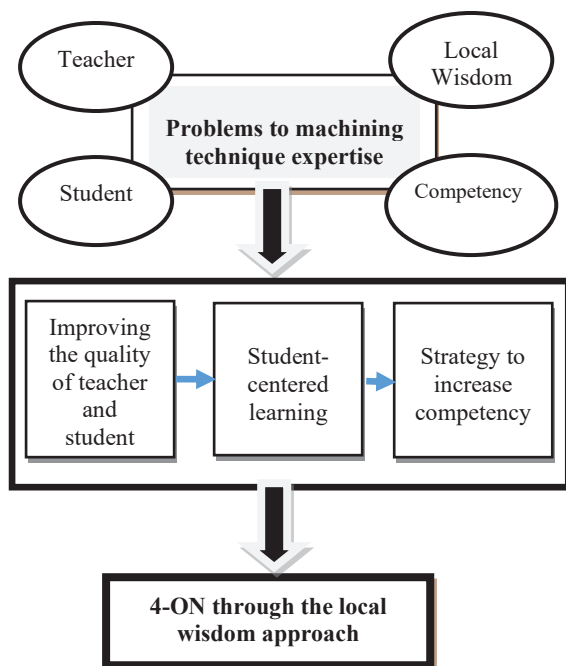 Teacher
Local
Wisdom
Problems to machining
technique expertise
Student
Competency
Improving
the quality
of teacher
and
student
Student-
centered
learning
Strategy to
increase
competency
4-ON through the local
wisdom approach